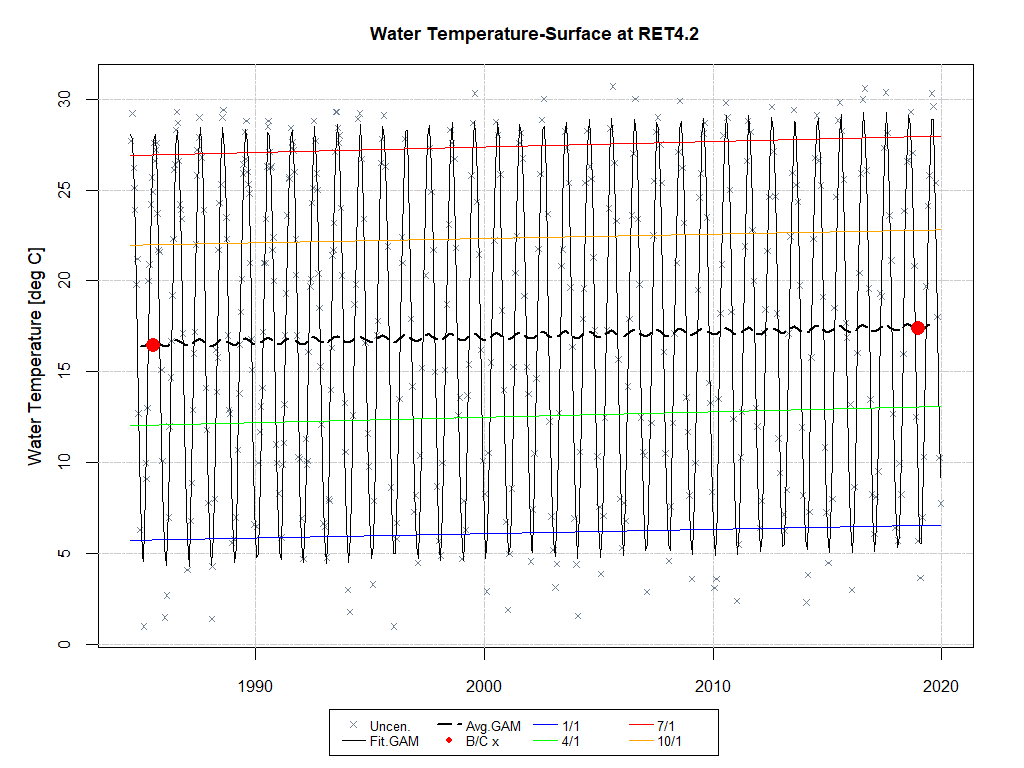 Water Temperature-Surface at RET4.2
Water Temperature [deg C]
30
25
20
15
10
5
0
1990 2000 2010 2020
Uncen. Avg.GAM 1/1 7/1
Fit.GAM B/C x 4/1 10/1